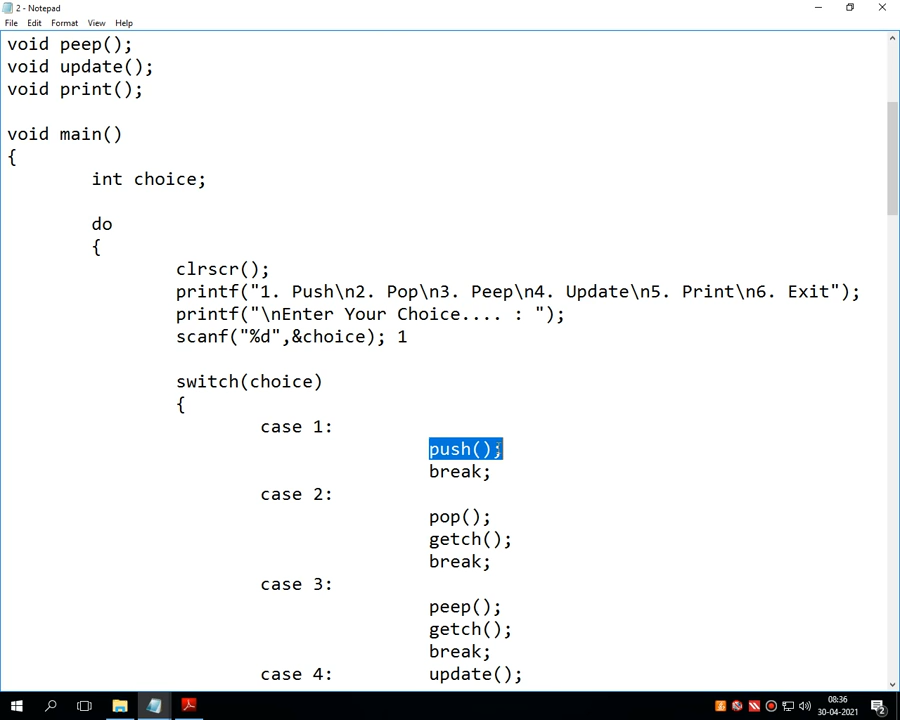 2 - Notepad
File Edit Format View Help
void peep();
void update();
void print();
void main()
{
int choice;
do
{
clrscr();
printf("1. Push\n2. Pop\n3. Peep\n4. Update\n5. Print\n6. Exit");
printf("\nEnter Your Choice.... : ");
scanf("%d",&choice); 1
switch(choice)
{
case 1:
push();
break;
case 2:
pop();
getch();
break;
case 3:
peep();
getch();
break;
case 4: update();
08:36
30-04-2021
2